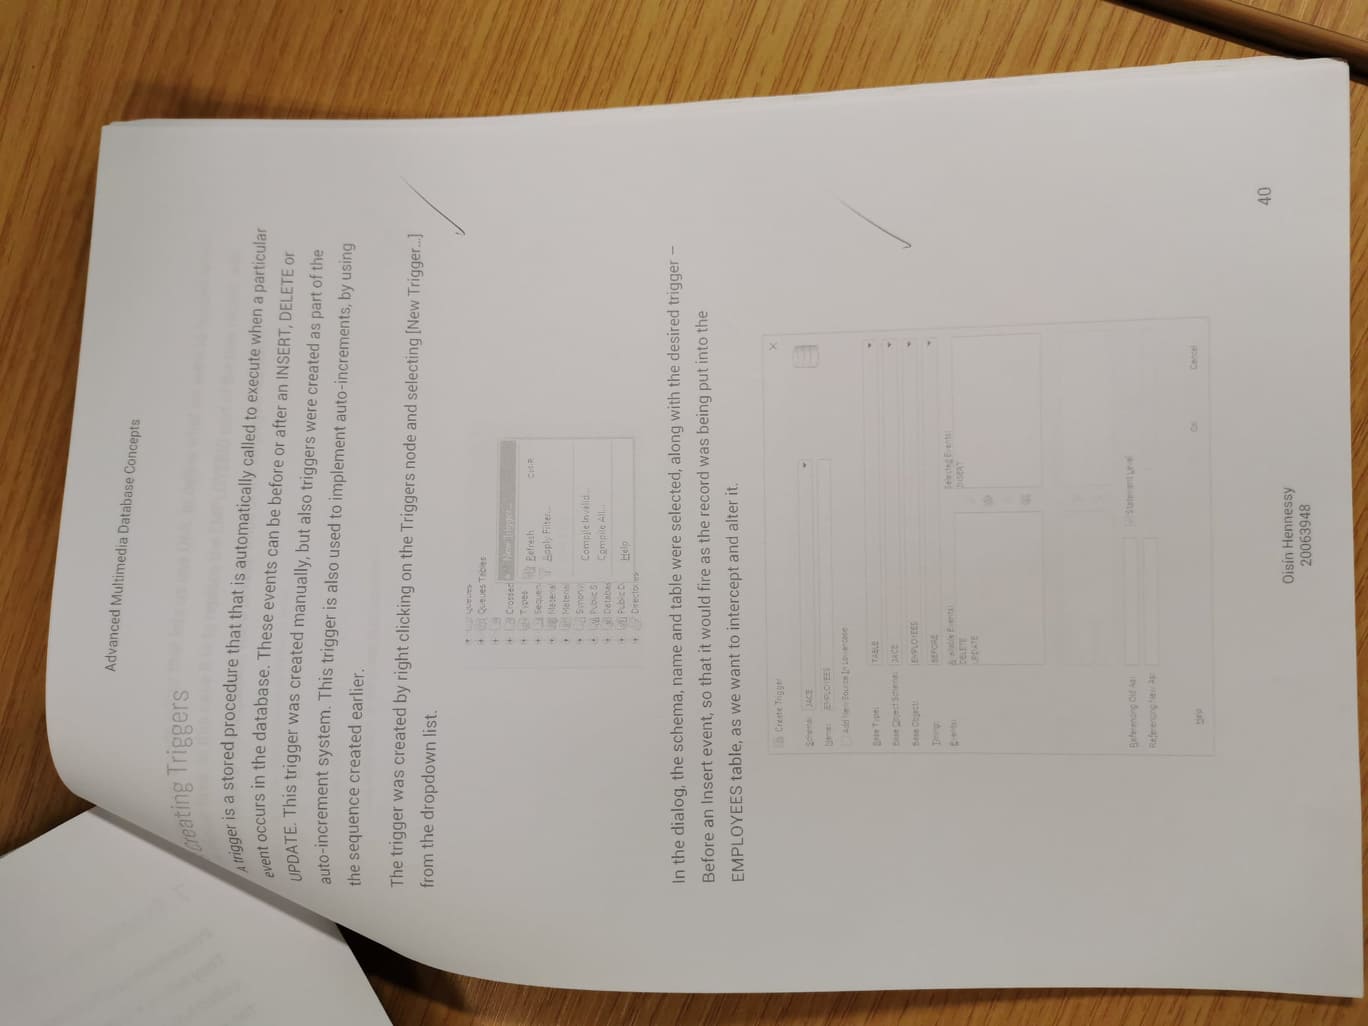 Advanced Multimedia Database Concepts
Creating Triggers
A trigger is a stored procedure that that is automatically called to execute when a particular
event occurs in the database. These events can be before or after an INSERT, DELETE or
UPDATE. This trigger was created manually, but also triggers were created as part of the
auto-increment system. This trigger is also used to implement auto-increments, by using
the sequence created earlier.
The trigger was created by right clicking on the Triggers node and selecting [New Trigger...]
from the dropdown list.
Queues
Queues Tables
Crossed
Types
Sequen
Material
Material
Synony
Public S
Databas
Public D
Directories
New Trigger...
Refresh Ctrl-R
Apply Filter...
Compile Invalid...
Compile All...
Help
In the dialog, the schema, name and table were selected, along with the desired trigger –
Before an Insert event, so that it would fire as the record was being put into the
EMPLOYEES table, as we want to intercept and alter it.
Create Trigger
Schema: JACE
Name: EMPLOYEES
Add New Source In Lowercase
Base Type: TABLE
Base Object Schema: JACE
Base Object: EMPLOYEES
Timing: BEFORE
Events:
Available Events: Selected Events:
DELETE INSERT
UPDATE
Statement Level
Referencing Old As:
Referencing New As:
Help OK Cancel
Oisín Hennessy
20063948
40